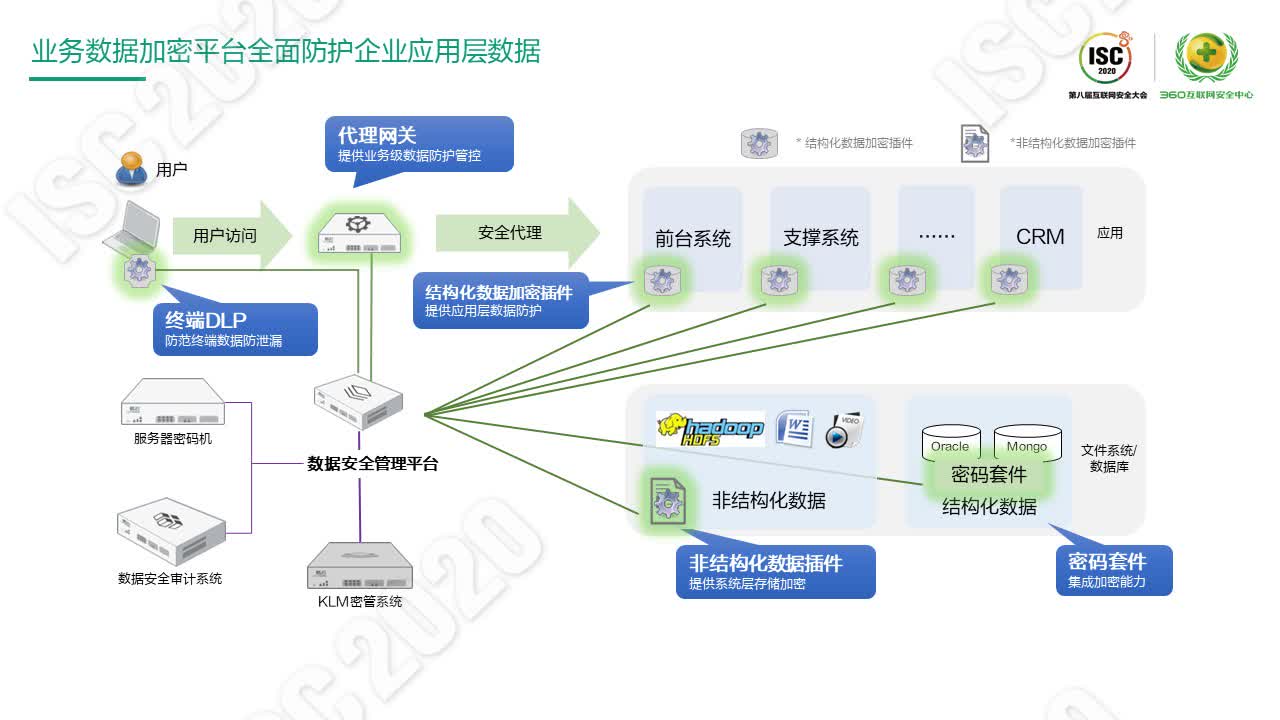 业务数据加密平台全面防护企业应用层数据
ISC
2020
第八届互联网安全大会
360互联网安全中心
代理网关
提供业务级数据防护管控
* 结构化数据加密插件
*非结构化数据加密插件
用户
用户访问
安全代理
前台系统
支撑系统
......
CRM
应用
结构化数据加密插件
提供应用层数据防护
终端DLP
防范终端数据防泄漏
服务器密码机
数据安全管理平台
数据安全审计系统
KLM密管系统
hadoop
HDFS
W
VIDEO
非结构化数据
Oracle
Mongo
密码套件
结构化数据
文件系统/
数据库
非结构化数据插件
提供系统层存储加密
密码套件
集成加密能力
ISC 2020
ISC 2020
ISC 2020